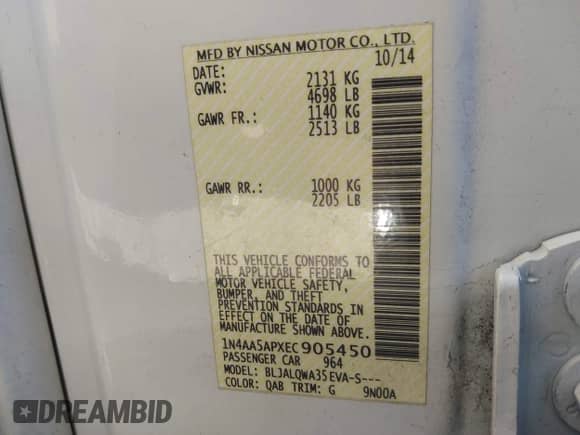 MFD BY NISSAN MOTOR CO., LTD.
DATE: 10/14
GVWR: 2131 KG
4698 LB
GAWR FR.: 1140 KG
2513 LB
GAWR RR.: 1000 KG
2205 LB
THIS VEHICLE CONFORMS TO
ALL APPLICABLE FEDERAL
MOTOR VEHICLE SAFETY,
BUMPER, AND THEFT
PREVENTION STANDARDS IN
EFFECT ON THE DATE OF
MANUFACTURE SHOWN ABOVE.
1N4AA5APXEC905450
PASSENGER CAR 964
MODEL: BLJALQWA35EVA-S---
COLOR: QAB TRIM: G 9N00A
DREAMBID